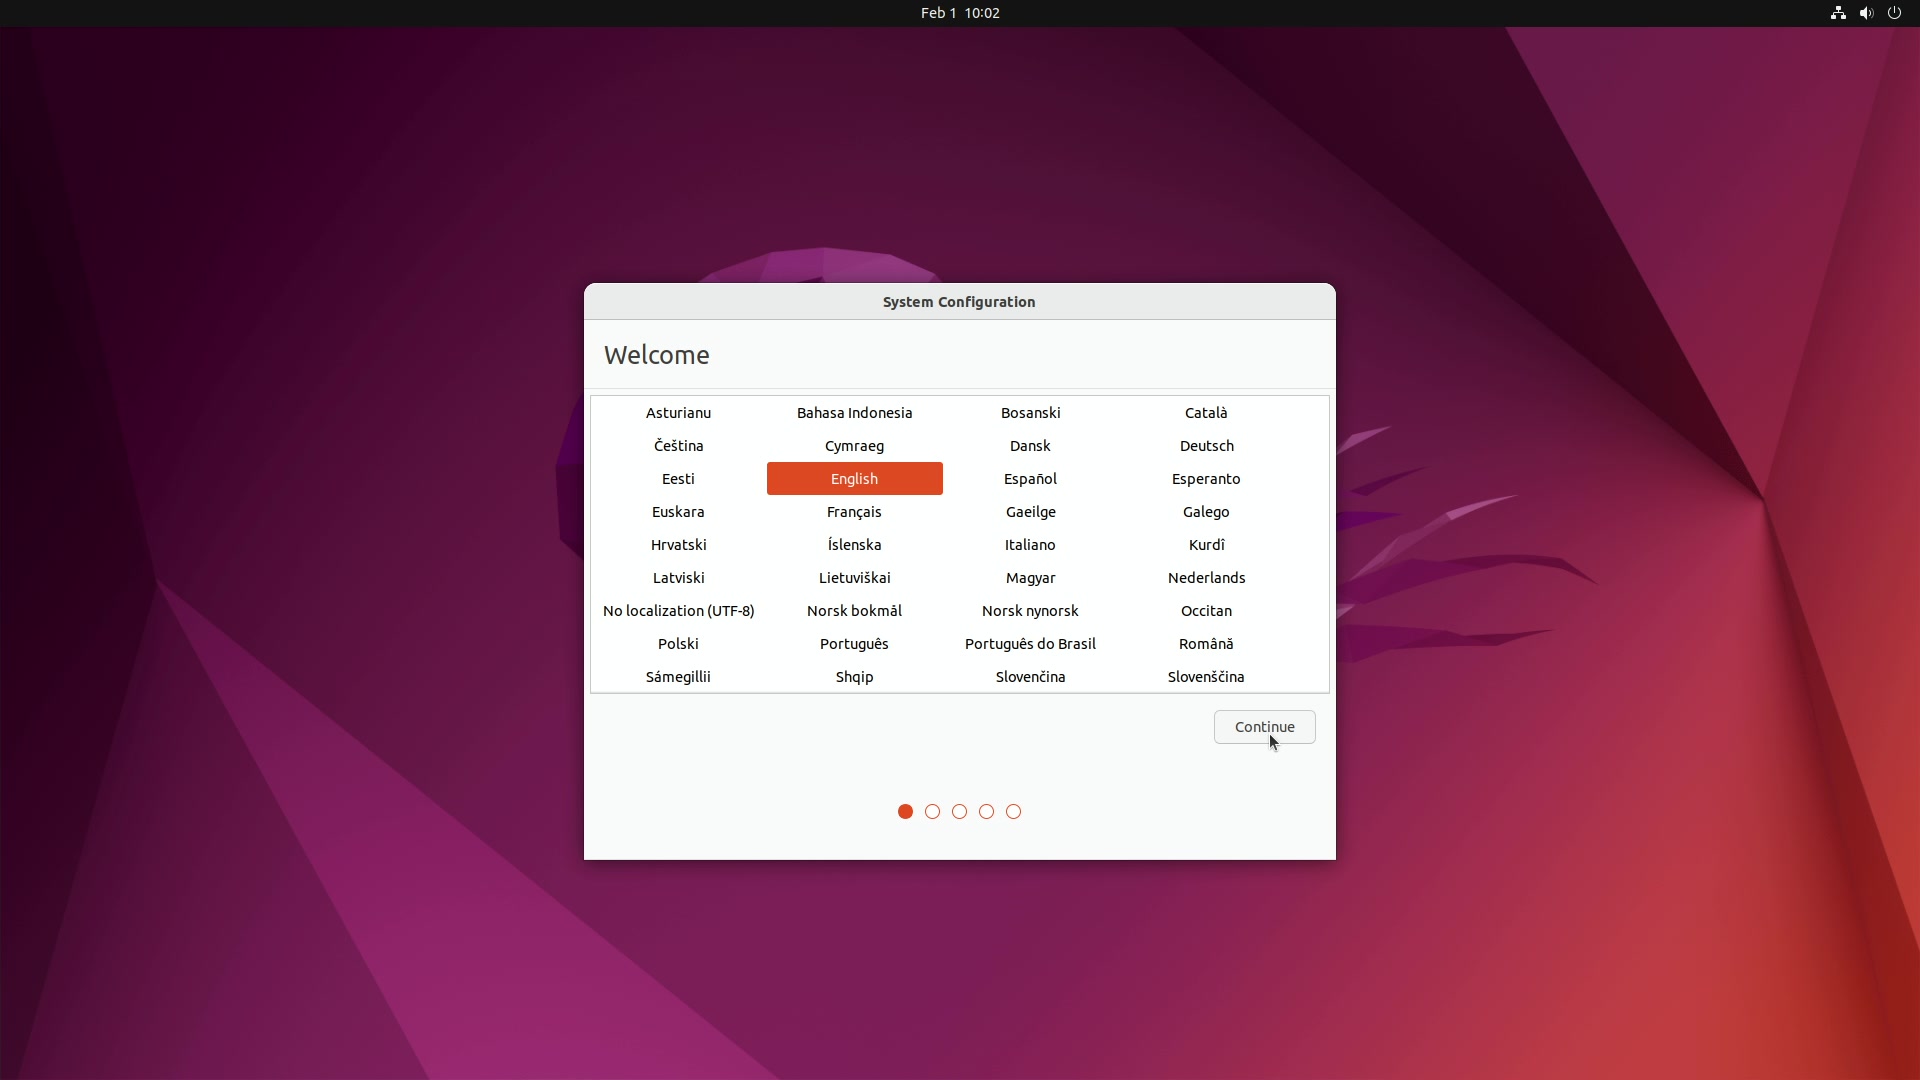 Feb 1 10:02
System Configuration
Welcome
Asturianu Bahasa Indonesia Bosanski Català
Čeština Cymraeg Dansk Deutsch
Eesti English Español Esperanto
Euskara Français Gaeilge Galego
Hrvatski Íslenska Italiano Kurdî
Latviski Lietuviškai Magyar Nederlands
No localization (UTF-8) Norsk bokmål Norsk nynorsk Occitan
Polski Português Português do Brasil Română
Sámegillii Shqip Slovenčina Slovenščina
Continue